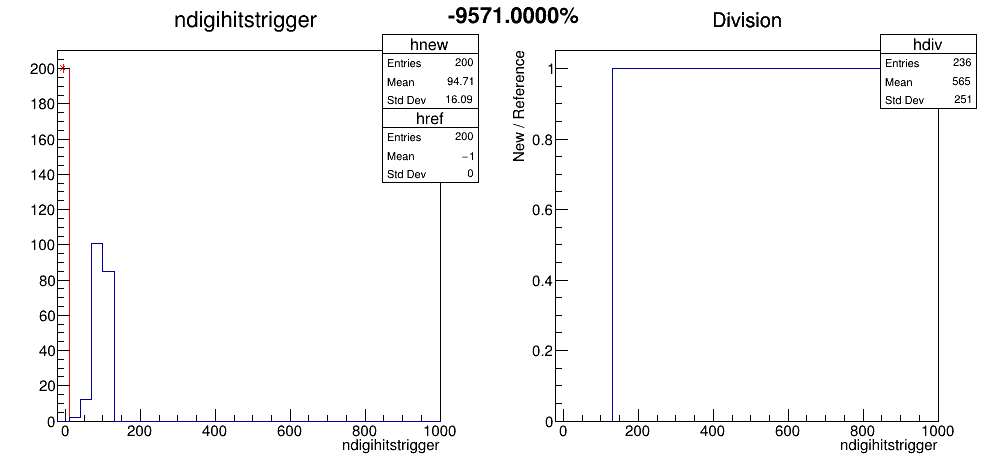 -9571.0000%
ndigihitstrigger
hnew
Entries 200
Mean 94.71
Std Dev 16.09
href
Entries 200
Mean −1
Std Dev 0
200
180
160
140
120
100
80
60
40
20
0
0 200 400 600 800 1000
ndigihitstrigger
Division
hdiv
Entries 236
Mean 565
Std Dev 251
New / Reference
1
0.8
0.6
0.4
0.2
0
0 200 400 600 800 1000
ndigihitstrigger